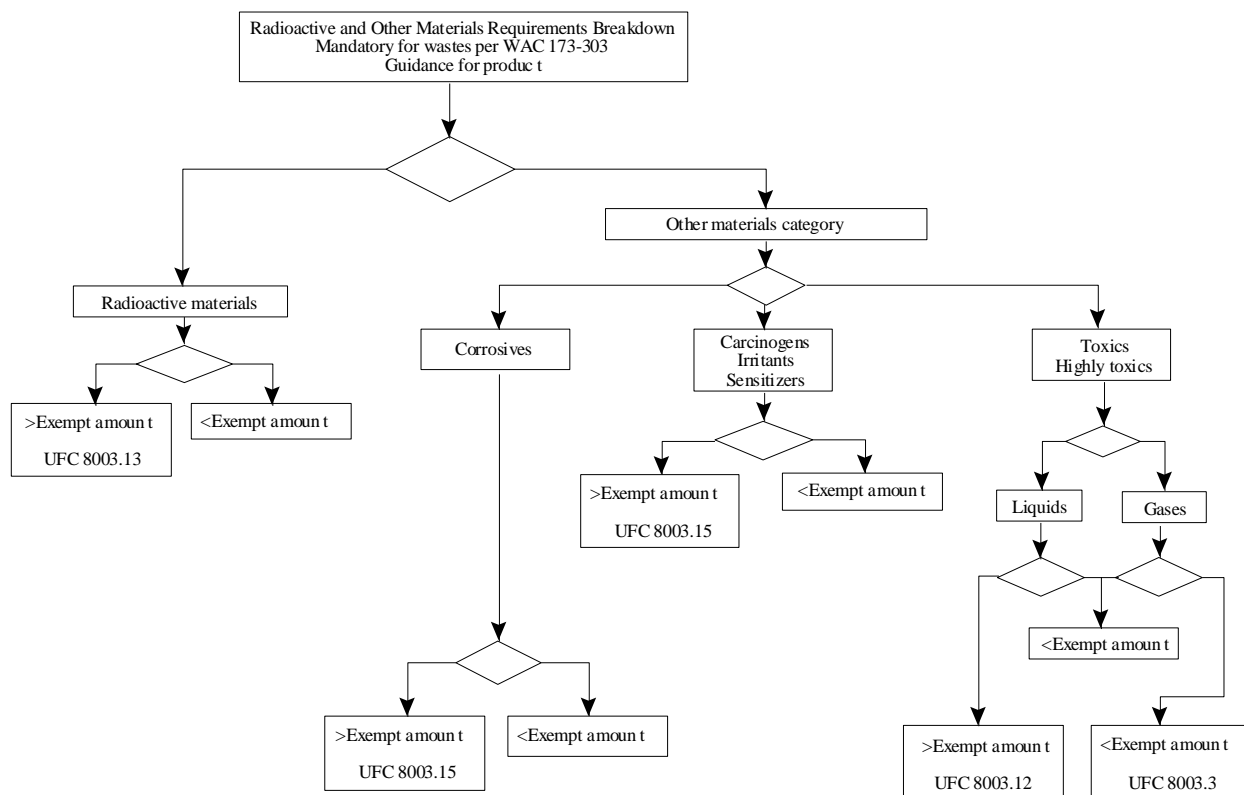 Radioactive and Other Materials Requirements Breakdown
Mandatory for wastes per WAC 173-303
Guidance for produc t
Other materials category
Radioactive materials
Corrosives
Carcinogens
Irritants
Sensitizers
Toxics
Highly toxics
>Exempt amoun t
UFC 8003.13
<Exempt amoun t
>Exempt amoun t
UFC 8003.15
<Exempt amoun t
Liquids
Gases
<Exempt amoun t
>Exempt amoun t
UFC 8003.15
<Exempt amoun t
>Exempt amoun t
UFC 8003.12
<Exempt amoun t
UFC 8003.3